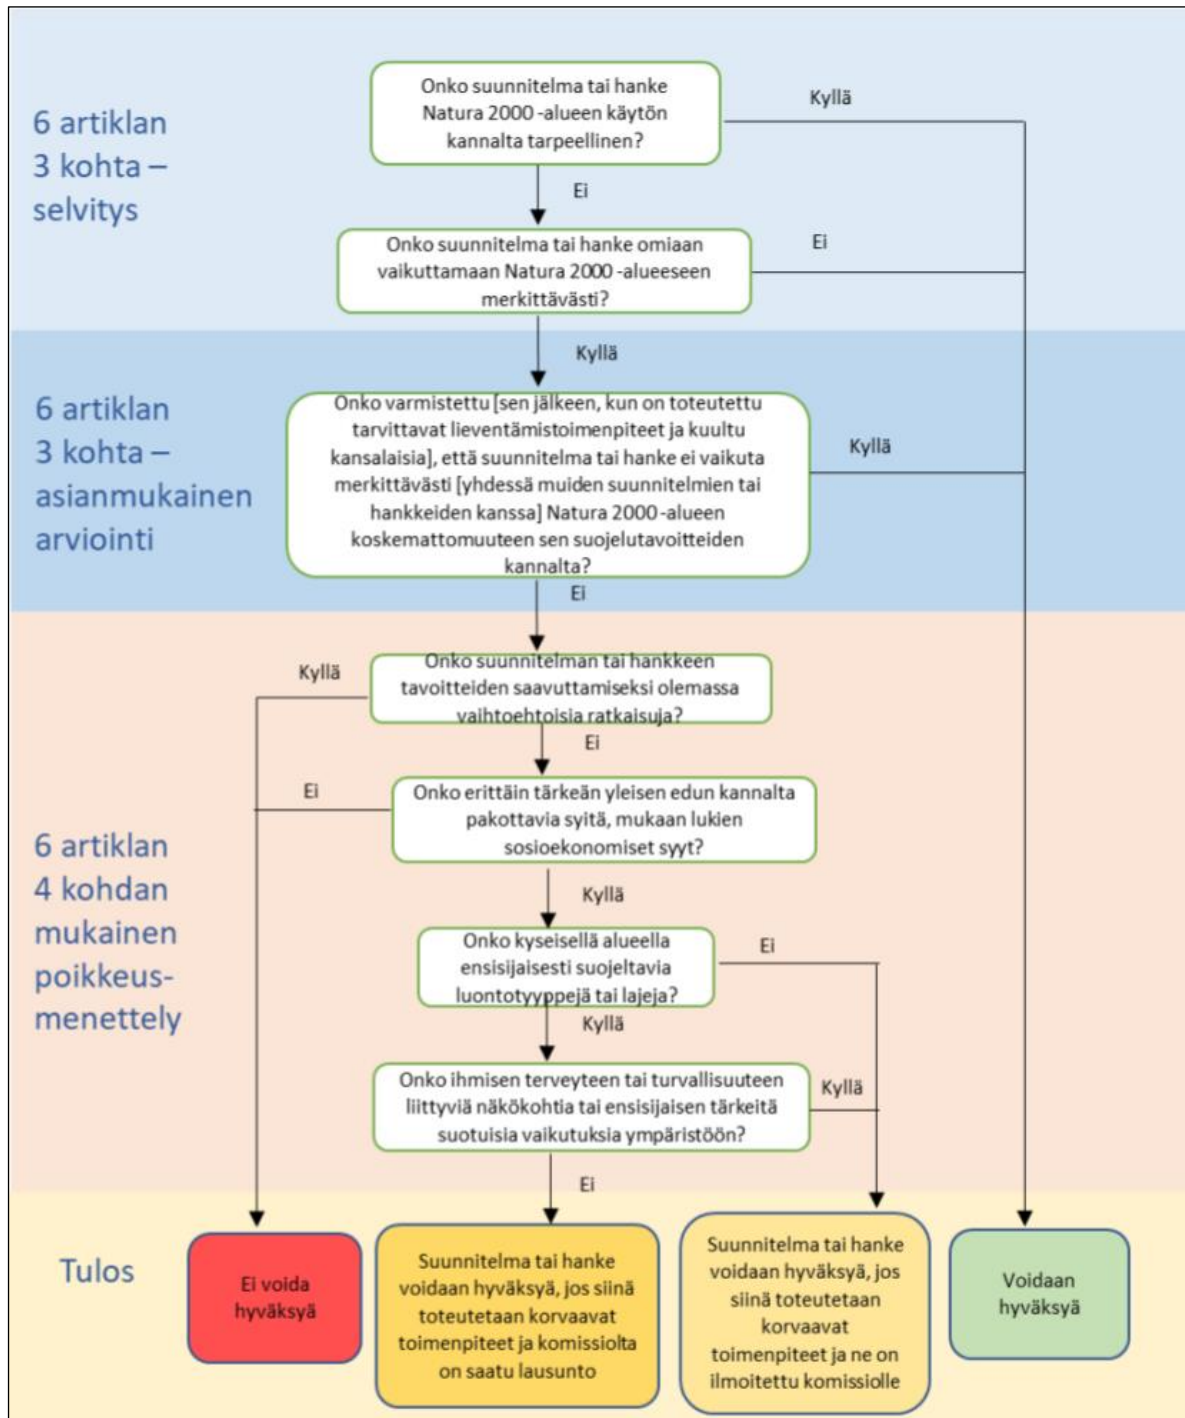 6 artiklan
3 kohta –
selvitys
Onko suunnitelma tai hanke
Natura 2000 -alueen käytön
kannalta tarpeellinen?
Kyllä
Ei
Onko suunnitelma tai hanke omiaan
vaikuttamaan Natura 2000 -alueeseen
merkittävästi?
Ei
Kyllä
6 artiklan
3 kohta –
asianmukainen
arviointi
Onko varmistettu [sen jälkeen, kun on toteutettu
tarvittavat lieventämistoimenpiteet ja kuultu
kansalaisia], että suunnitelma tai hanke ei vaikuta
merkittävästi [yhdessä muiden suunnitelmien tai
hankkeiden kanssa] Natura 2000 -alueen
koskemattomuuteen sen suojelutavoitteiden
kannalta?
Kyllä
Ei
6 artiklan
4 kohdan
mukainen
poikkeus-
menettely
Onko suunnitelman tai hankkeen
tavoitteiden saavuttamiseksi olemassa
vaihtoehtoisia ratkaisuja?
Kyllä
Ei
Onko erittäin tärkeän yleisen edun kannalta
pakottavia syitä, mukaan lukien
sosioekonomiset syyt?
Ei
Kyllä
Onko kyseisellä alueella
ensisijaisesti suojeltavia
luontotyyppejä tai lajeja?
Ei
Kyllä
Onko ihmisen terveyteen tai turvallisuuteen
liittyviä näkökohtia tai ensisijaisen tärkeitä
suotuisia vaikutuksia ympäristöön?
Kyllä
Ei
Tulos
Ei voida
hyväksyä
Suunnitelma tai hanke
voidaan hyväksyä, jos siinä
toteutetaan korvaavat
toimenpiteet ja komissiolta
on saatu lausunto
Suunnitelma tai hanke
voidaan hyväksyä, jos
siinä toteutetaan
korvaavat
toimenpiteet ja ne on
ilmoitettu komissiolle
Voidaan
hyväksyä